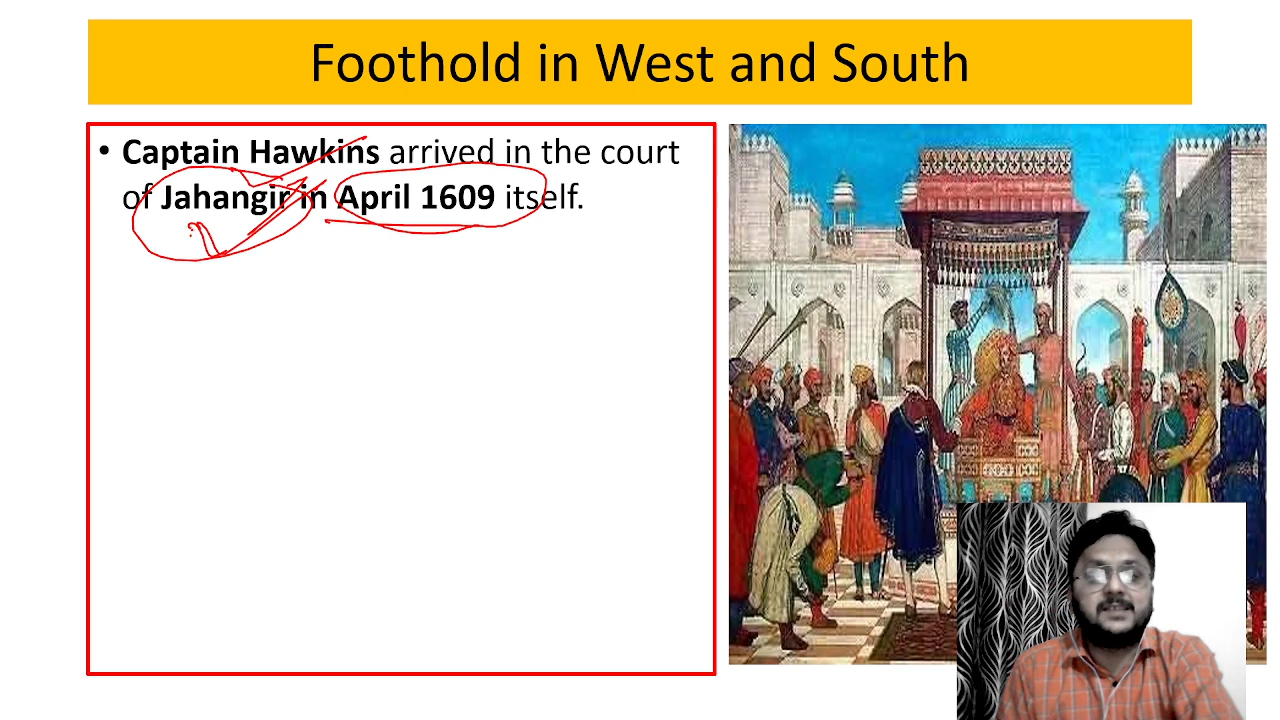 Foothold in West and South
• Captain Hawkins arrived in the court
of Jahangir in April 1609 itself.